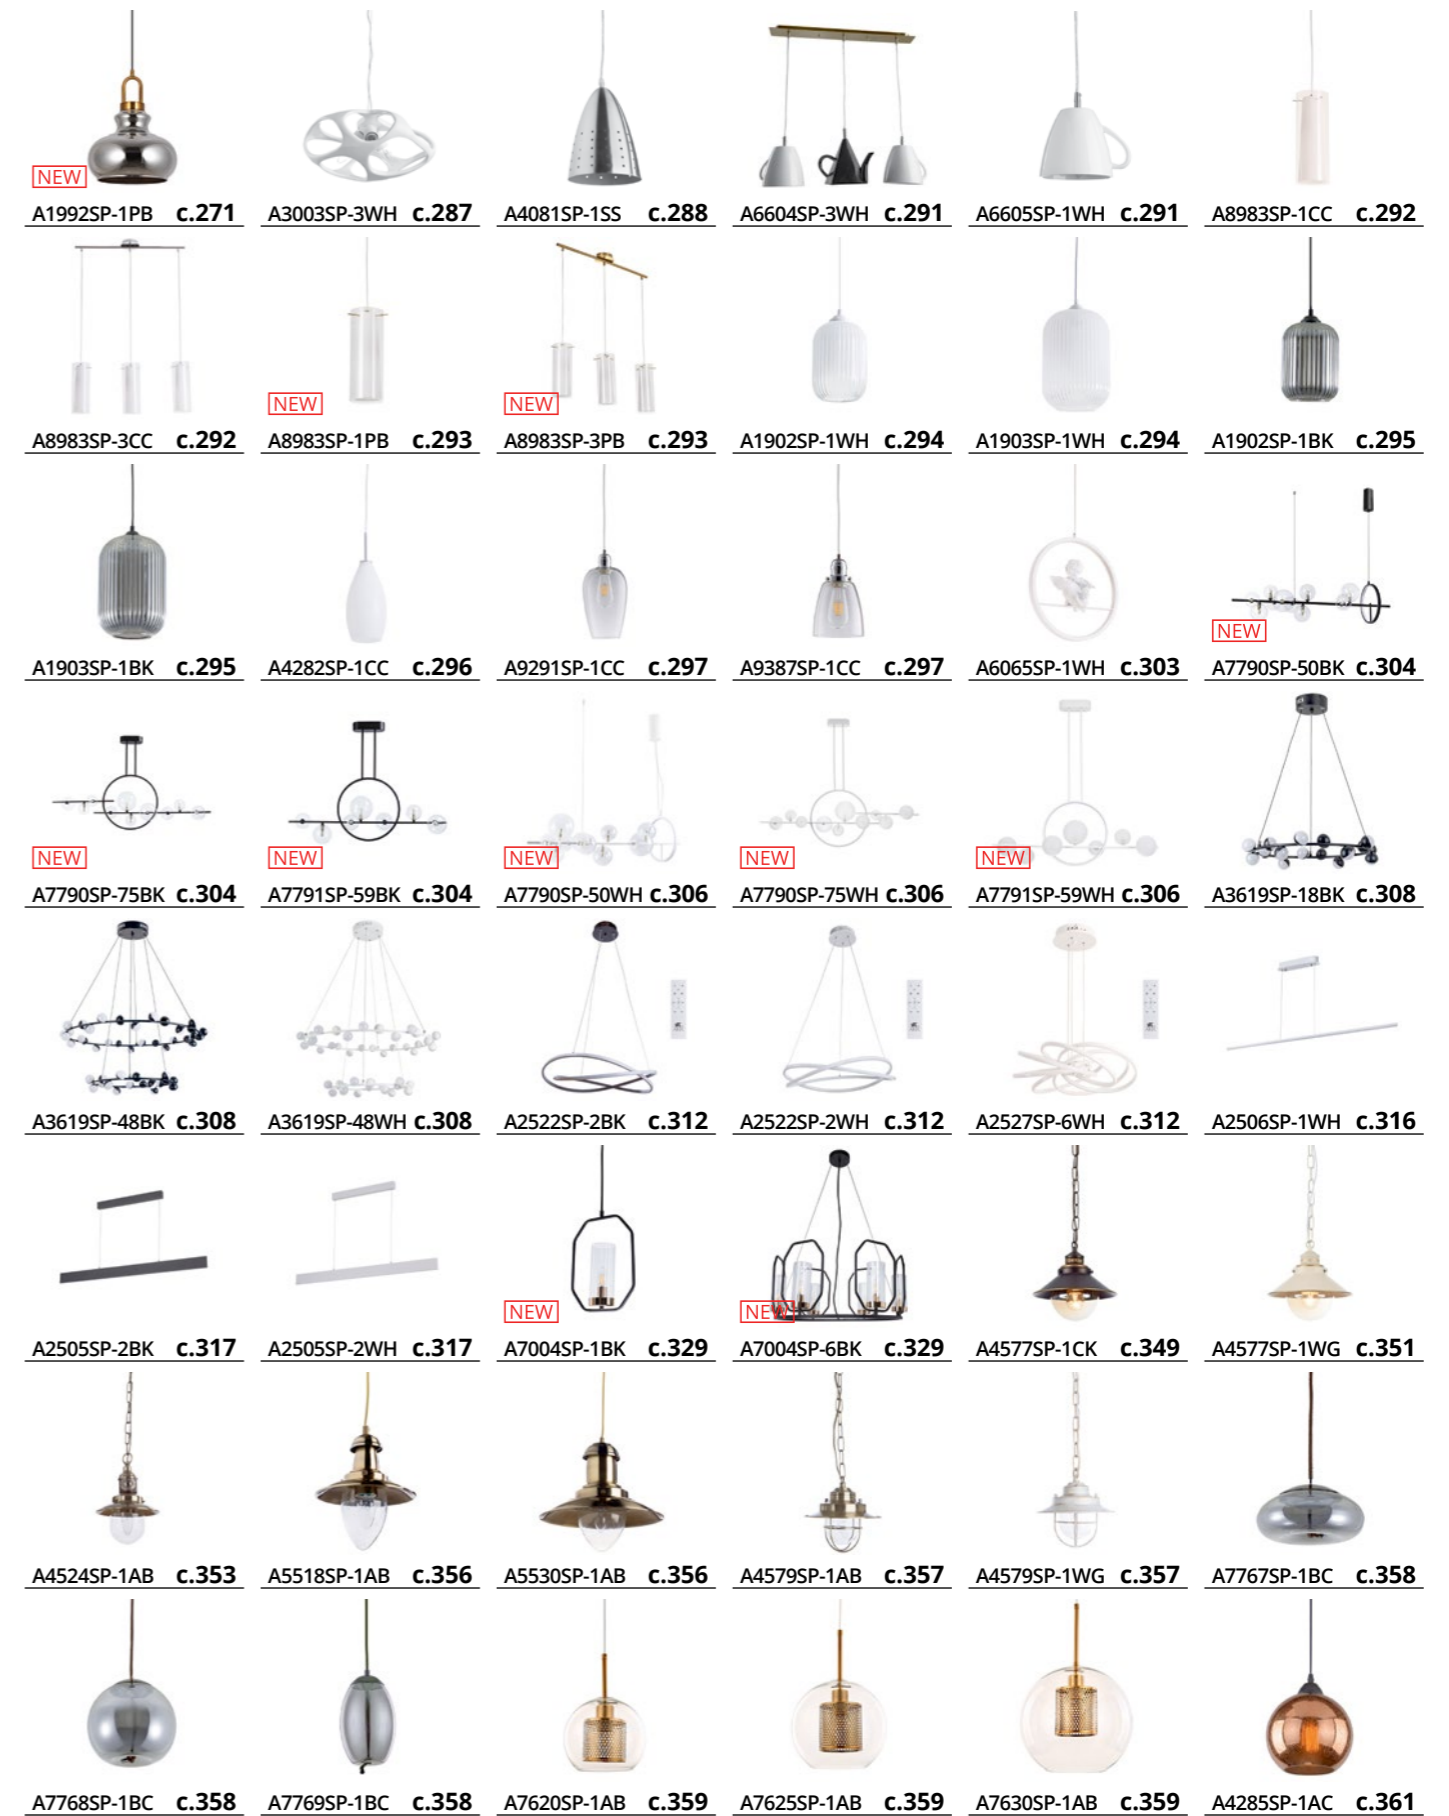 NEW
A1992SP-1PB c.271 A3003SP-3WH c.287 A4081SP-1SS c.288 A6604SP-3WH c.291 A6605SP-1WH c.291 A8983SP-1CC c.292
NEW NEW
A8983SP-3CC c.292 A8983SP-1PB c.293 A8983SP-3PB c.293 A1902SP-1WH c.294 A1903SP-1WH c.294 A1902SP-1BK c.295
NEW
A1903SP-1BK c.295 A4282SP-1CC c.296 A9291SP-1CC c.297 A9387SP-1CC c.297 A6065SP-1WH c.303 A7790SP-50BK c.304
NEW NEW NEW NEW NEW
A7790SP-75BK c.304 A7791SP-59BK c.304 A7790SP-50WH c.306 A7790SP-75WH c.306 A7791SP-59WH c.306 A3619SP-18BK c.308
A3619SP-48BK c.308 A3619SP-48WH c.308 A2522SP-2BK c.312 A2522SP-2WH c.312 A2527SP-6WH c.312 A2506SP-1WH c.316
NEW NEW
A2505SP-2BK c.317 A2505SP-2WH c.317 A7004SP-1BK c.329 A7004SP-6BK c.329 A4577SP-1CK c.349 A4577SP-1WG c.351
A4524SP-1AB c.353 A5518SP-1AB c.356 A5530SP-1AB c.356 A4579SP-1AB c.357 A4579SP-1WG c.357 A7767SP-1BC c.358
A7768SP-1BC c.358 A7769SP-1BC c.358 A7620SP-1AB c.359 A7625SP-1AB c.359 A7630SP-1AB c.359 A4285SP-1AC c.361